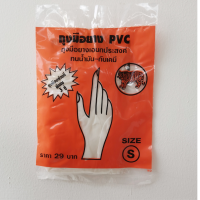 ถุงมือยาง PVC
ถุงมือยางเอนกประสงค์
ทนน้ำมัน-กันเคมี
SIZE
S
ราคา 29 บาท